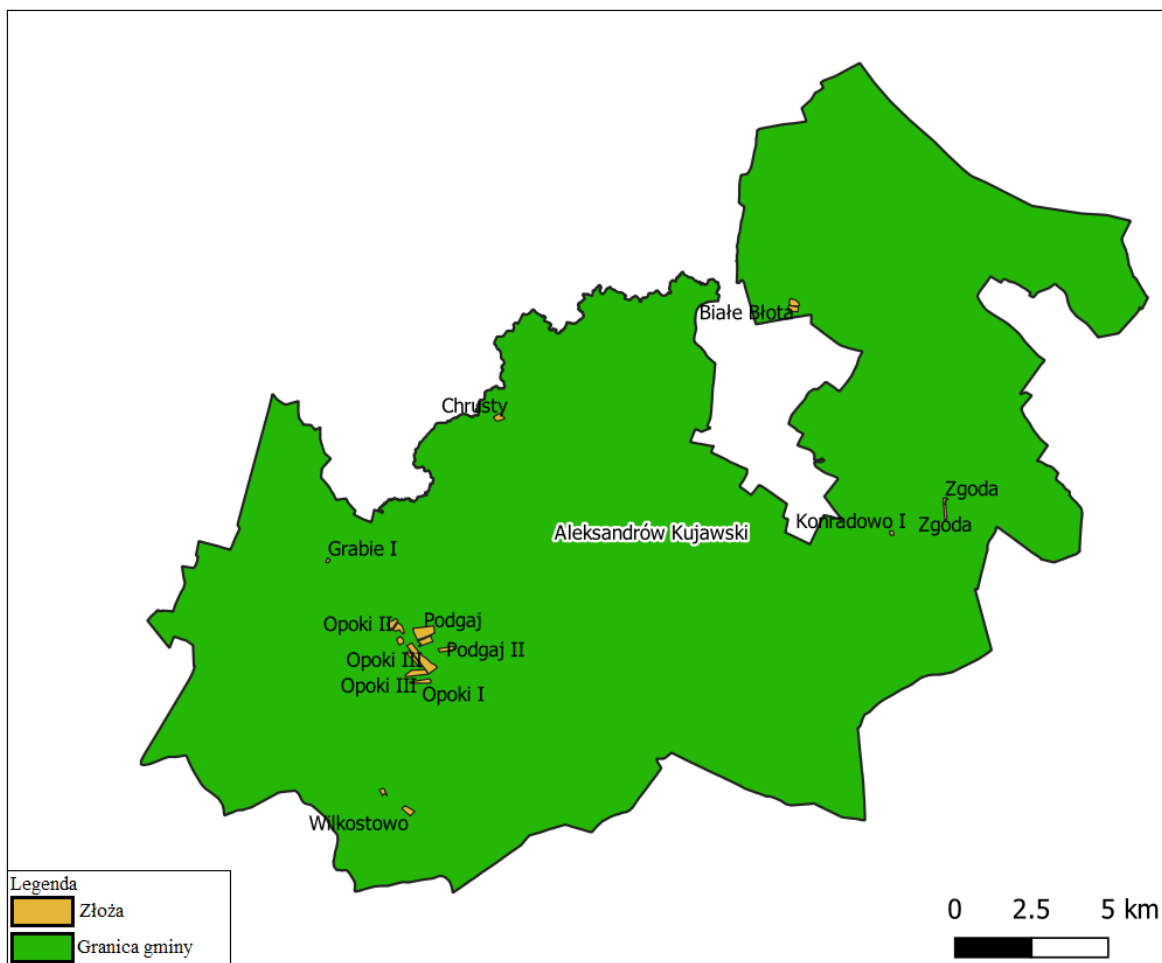 Białe Błota
Chrusty
Zgoda
Konradowo I
Zgoda
Aleksandrów Kujawski
Grabie I
Podgaj
Opoki II
Podgaj II
Opoki III
Opoki III
Opoki I
Wilkostowo
Legenda
Złoża
Granica gminy
0 2.5 5 km